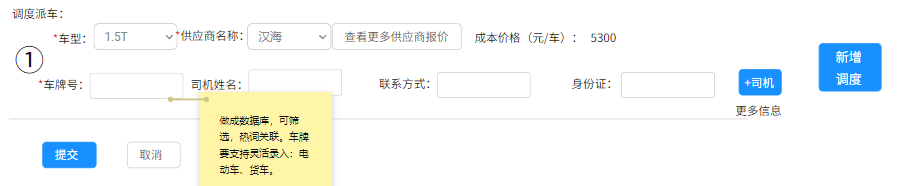 调度派车：
*车型： 1.5T *供应商名称： 汉海 查看更多供应商报价 成本价格（元/车）： 5300
① 新增调度
*车牌号： 司机姓名： 联系方式： 身份证： +司机
更多信息
做成数据库，可筛
选，热词关联。车牌
要支持灵活录入：电
动车、货车。
提交 取消